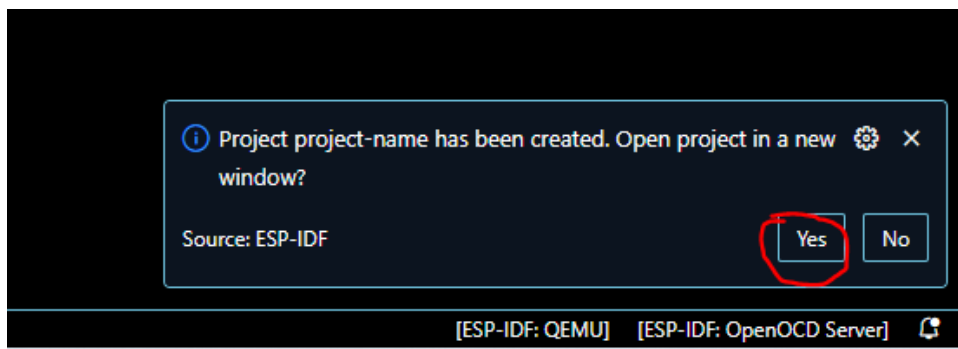 Project project-name has been created. Open project in a new
window?
Source: ESP-IDF
Yes
No
[ESP-IDF: QEMU] [ESP-IDF: OpenOCD Server]